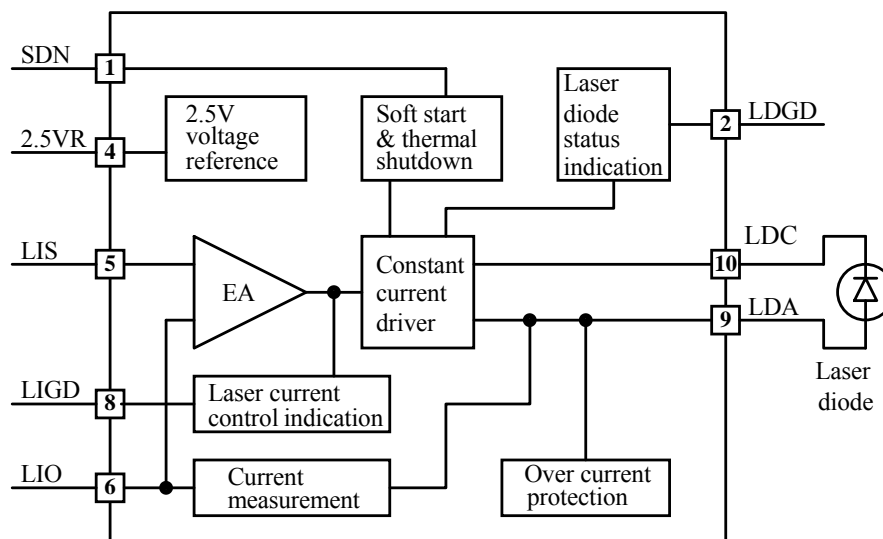 SDN
1
2.5VR
4
2.5V
voltage
reference
Soft start
& thermal
shutdown
Laser
diode
status
indication
2
LDGD
LIS
5
EA
Constant
current
driver
LDC
10
LDA
9
Laser
diode
LIGD
8
Laser current
control indication
LIO
6
Current
measurement
Over current
protection